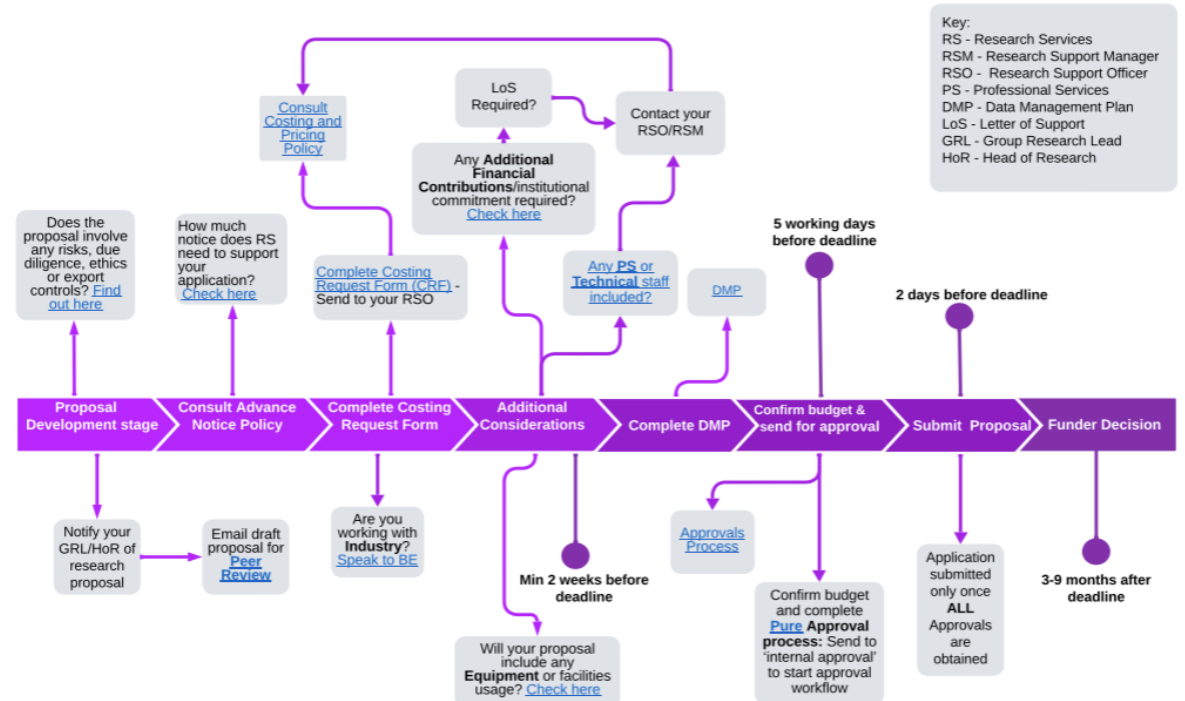 Key:
RS - Research Services
RSM - Research Support Manager
RSO -  Research Support Officer
PS - Professional Services
DMP - Data Management Plan
LoS - Letter of Support
GRL - Group Research Lead
HoR - Head of Research
Consult
Costing and
Pricing
Policy
LoS
Required?
Contact your
RSO/RSM
Any Additional
Financial
Contributions/institutional
commitment required?
Check here
Does the
proposal involve
any risks, due
diligence, ethics
or export
controls? Find
out here
How much
notice does RS
need to support
your
application?
Check here
Complete Costing
Request Form (CRF) -
Send to your RSO
Any PS or
Technical staff
included?
DMP
5 working days
before deadline
2 days before deadline
Proposal
Development stage
Consult Advance
Notice Policy
Complete Costing
Request Form
Additional
Considerations
Complete DMP
Confirm budget &
send for approval
Submit  Proposal
Funder Decision
Notify your
GRL/HoR of
research
proposal
Email draft
proposal for
Peer
Review
Are you
working with
Industry?
Speak to BE
Min 2 weeks before
deadline
Will your proposal
include any
Equipment or facilities
usage? Check here
Approvals
Process
Confirm budget
and complete
Pure Approval
process: Send to
‘internal approval’
to start approval
workflow
Application
submitted
only once
ALL
Approvals
are
obtained
3-9 months after
deadline